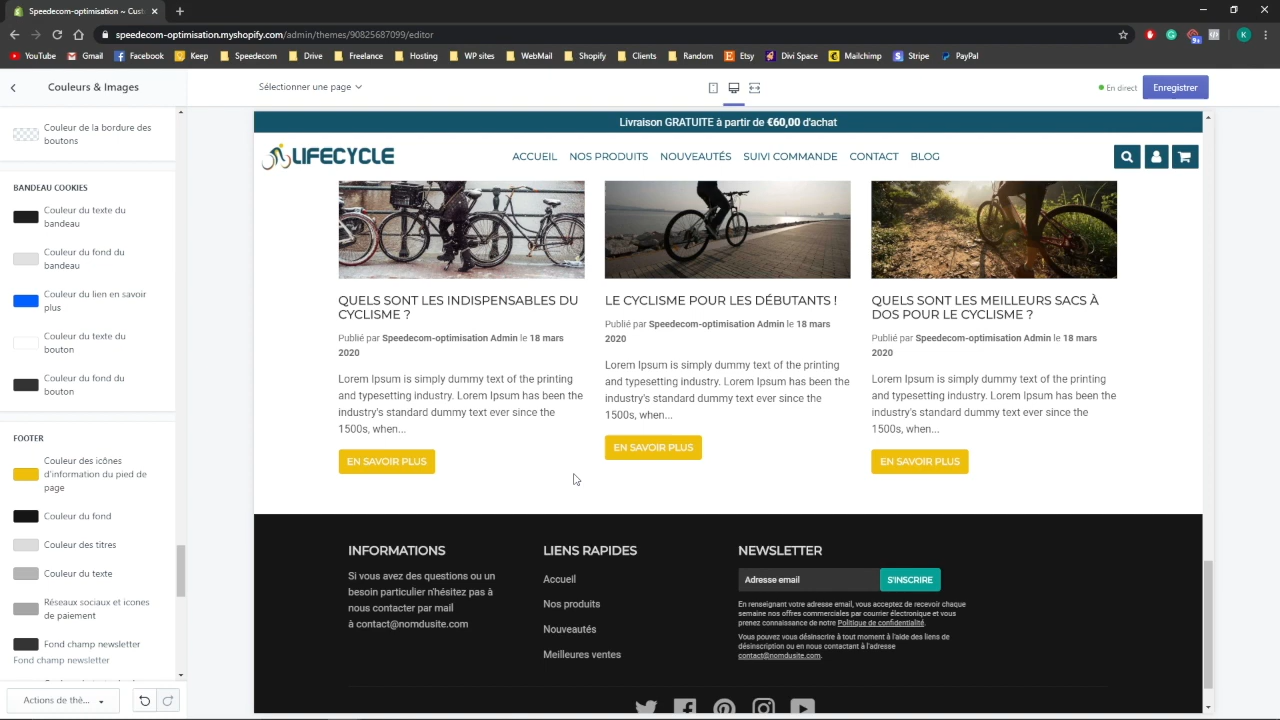 Speedecom - Tasks
Nouveautés
Speedecom-optimisation
speedecom-optimisation.myshopify.com/admin/themes/90825687099/editor
YouTube Gmail Facebook Keep Speedecom Drive Freelance WP sites WebMail Shopify Clients Random Etsy Divi Space Mailchimp Stripe PayPal
Couleurs & Images
Sélectionner une page
En direct
Enregistrer
Couleur de la bordure des
boutons
BANDEAU COOKIES
Couleur du texte du
bandeau
Couleur du fond du
bandeau
Couleur du lien en savoir
plus
Couleur du texte du
bouton
Couleur du fond du
bouton
FOOTER
Couleur des icônes
d'information du pied de
page
Couleur du fond
Couleur des titres
Couleur du texte
Réseaux sociaux et icones
de paiement
Fond champ newsletter
Fond champ newsletter
Actions de thè...
Livraison GRATUITE à partir de €60,00 d'achat
LIFECYCLE
ACCUEIL NOS PRODUITS NOUVEAUTÉS SUIVI COMMANDE CONTACT BLOG
QUELS SONT LES INDISPENSABLES DU
CYCLISME ?
Publié par Speedecom-optimisation Admin le 18 mars
2020
Lorem Ipsum is simply dummy text of the printing
and typesetting industry. Lorem Ipsum has been the
industry's standard dummy text ever since the
1500s, when...
EN SAVOIR PLUS
LE CYCLISME POUR LES DÉBUTANTS !
Publié par Speedecom-optimisation Admin le 18 mars
2020
Lorem Ipsum is simply dummy text of the printing
and typesetting industry. Lorem Ipsum has been the
industry's standard dummy text ever since the
1500s, when...
EN SAVOIR PLUS
QUELS SONT LES MEILLEURS SACS À
DOS POUR LE CYCLISME ?
Publié par Speedecom-optimisation Admin le 18 mars
2020
Lorem Ipsum is simply dummy text of the printing
and typesetting industry. Lorem Ipsum has been the
industry's standard dummy text ever since the
1500s, when...
EN SAVOIR PLUS
INFORMATIONS
Si vous avez des questions ou un
besoin particulier n'hésitez pas à
nous contacter par mail
à contact@nomdusite.com
LIENS RAPIDES
Accueil
Nos produits
Nouveautés
Meilleures ventes
NEWSLETTER
Adresse email
S'INSCRIRE
En renseignant votre adresse email, vous acceptez de recevoir chaque
semaine nos offres commerciales par courrier électronique et vous
prenez connaissance de notre Politique de confidentialité.
Vous pouvez vous désinscrire à tout moment à l'aide des liens de
désinscription ou en nous contactant à l'adresse
contact@nomdusite.com.